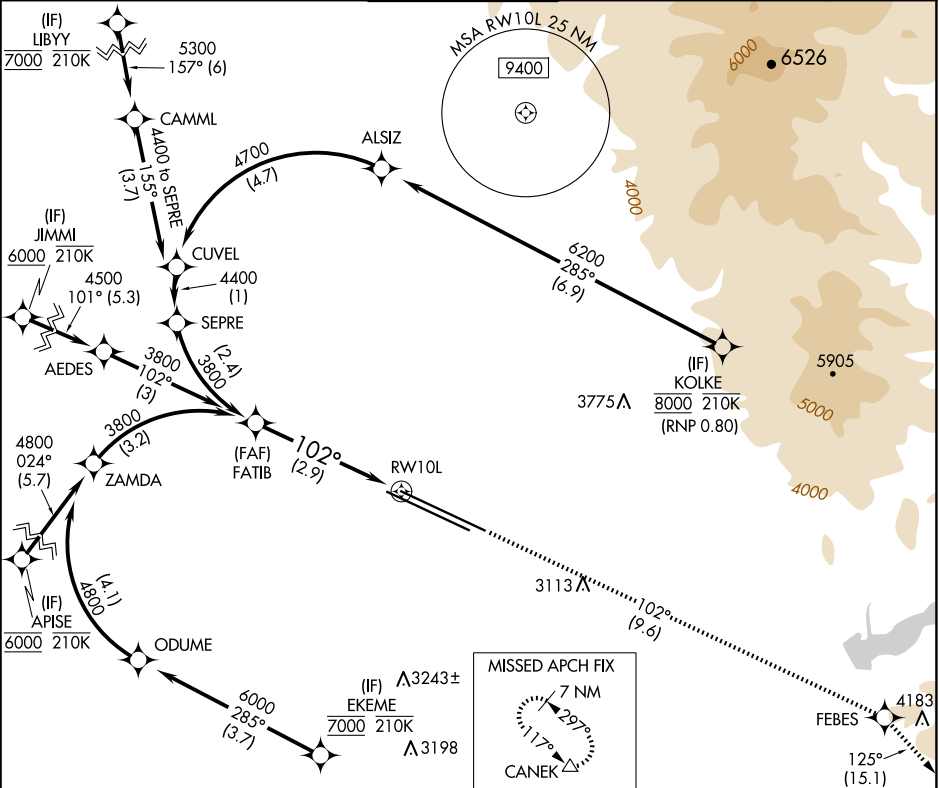 (IF)
LIBYY
7000 210K
5300
157° (6)
CAMML
4400 to SEPRE
155°
(3.7)
MSA RW10L 25 NM
9400
6000
6526
ALSIZ
4700
(4.7)
4000
(IF)
JIMMI
6000 210K
4500
101° (5.3)
CUVEL
4400
(1)
SEPRE
6200
285°
(6.9)
AEDES
3800
102°
(3)
(2.4)
3800
(IF)
KOLKE
8000 210K
(RNP 0.80)
3775
5905
5000
4000
4800
024°
(5.7)
3800
(3.2)
ZAMDA
(FAF)
FATIB
102°
(2.9)
RW10L
(IF)
APISE
6000 210K
(4.1)
4800
3113
102°
(9.6)
ODUME
6000
285°
(3.7)
(IF)
EKEME
7000 210K
3243±
3198
MISSED APCH FIX
7 NM
297°
117°
CANEK
FEBES
4183
125°
(15.1)